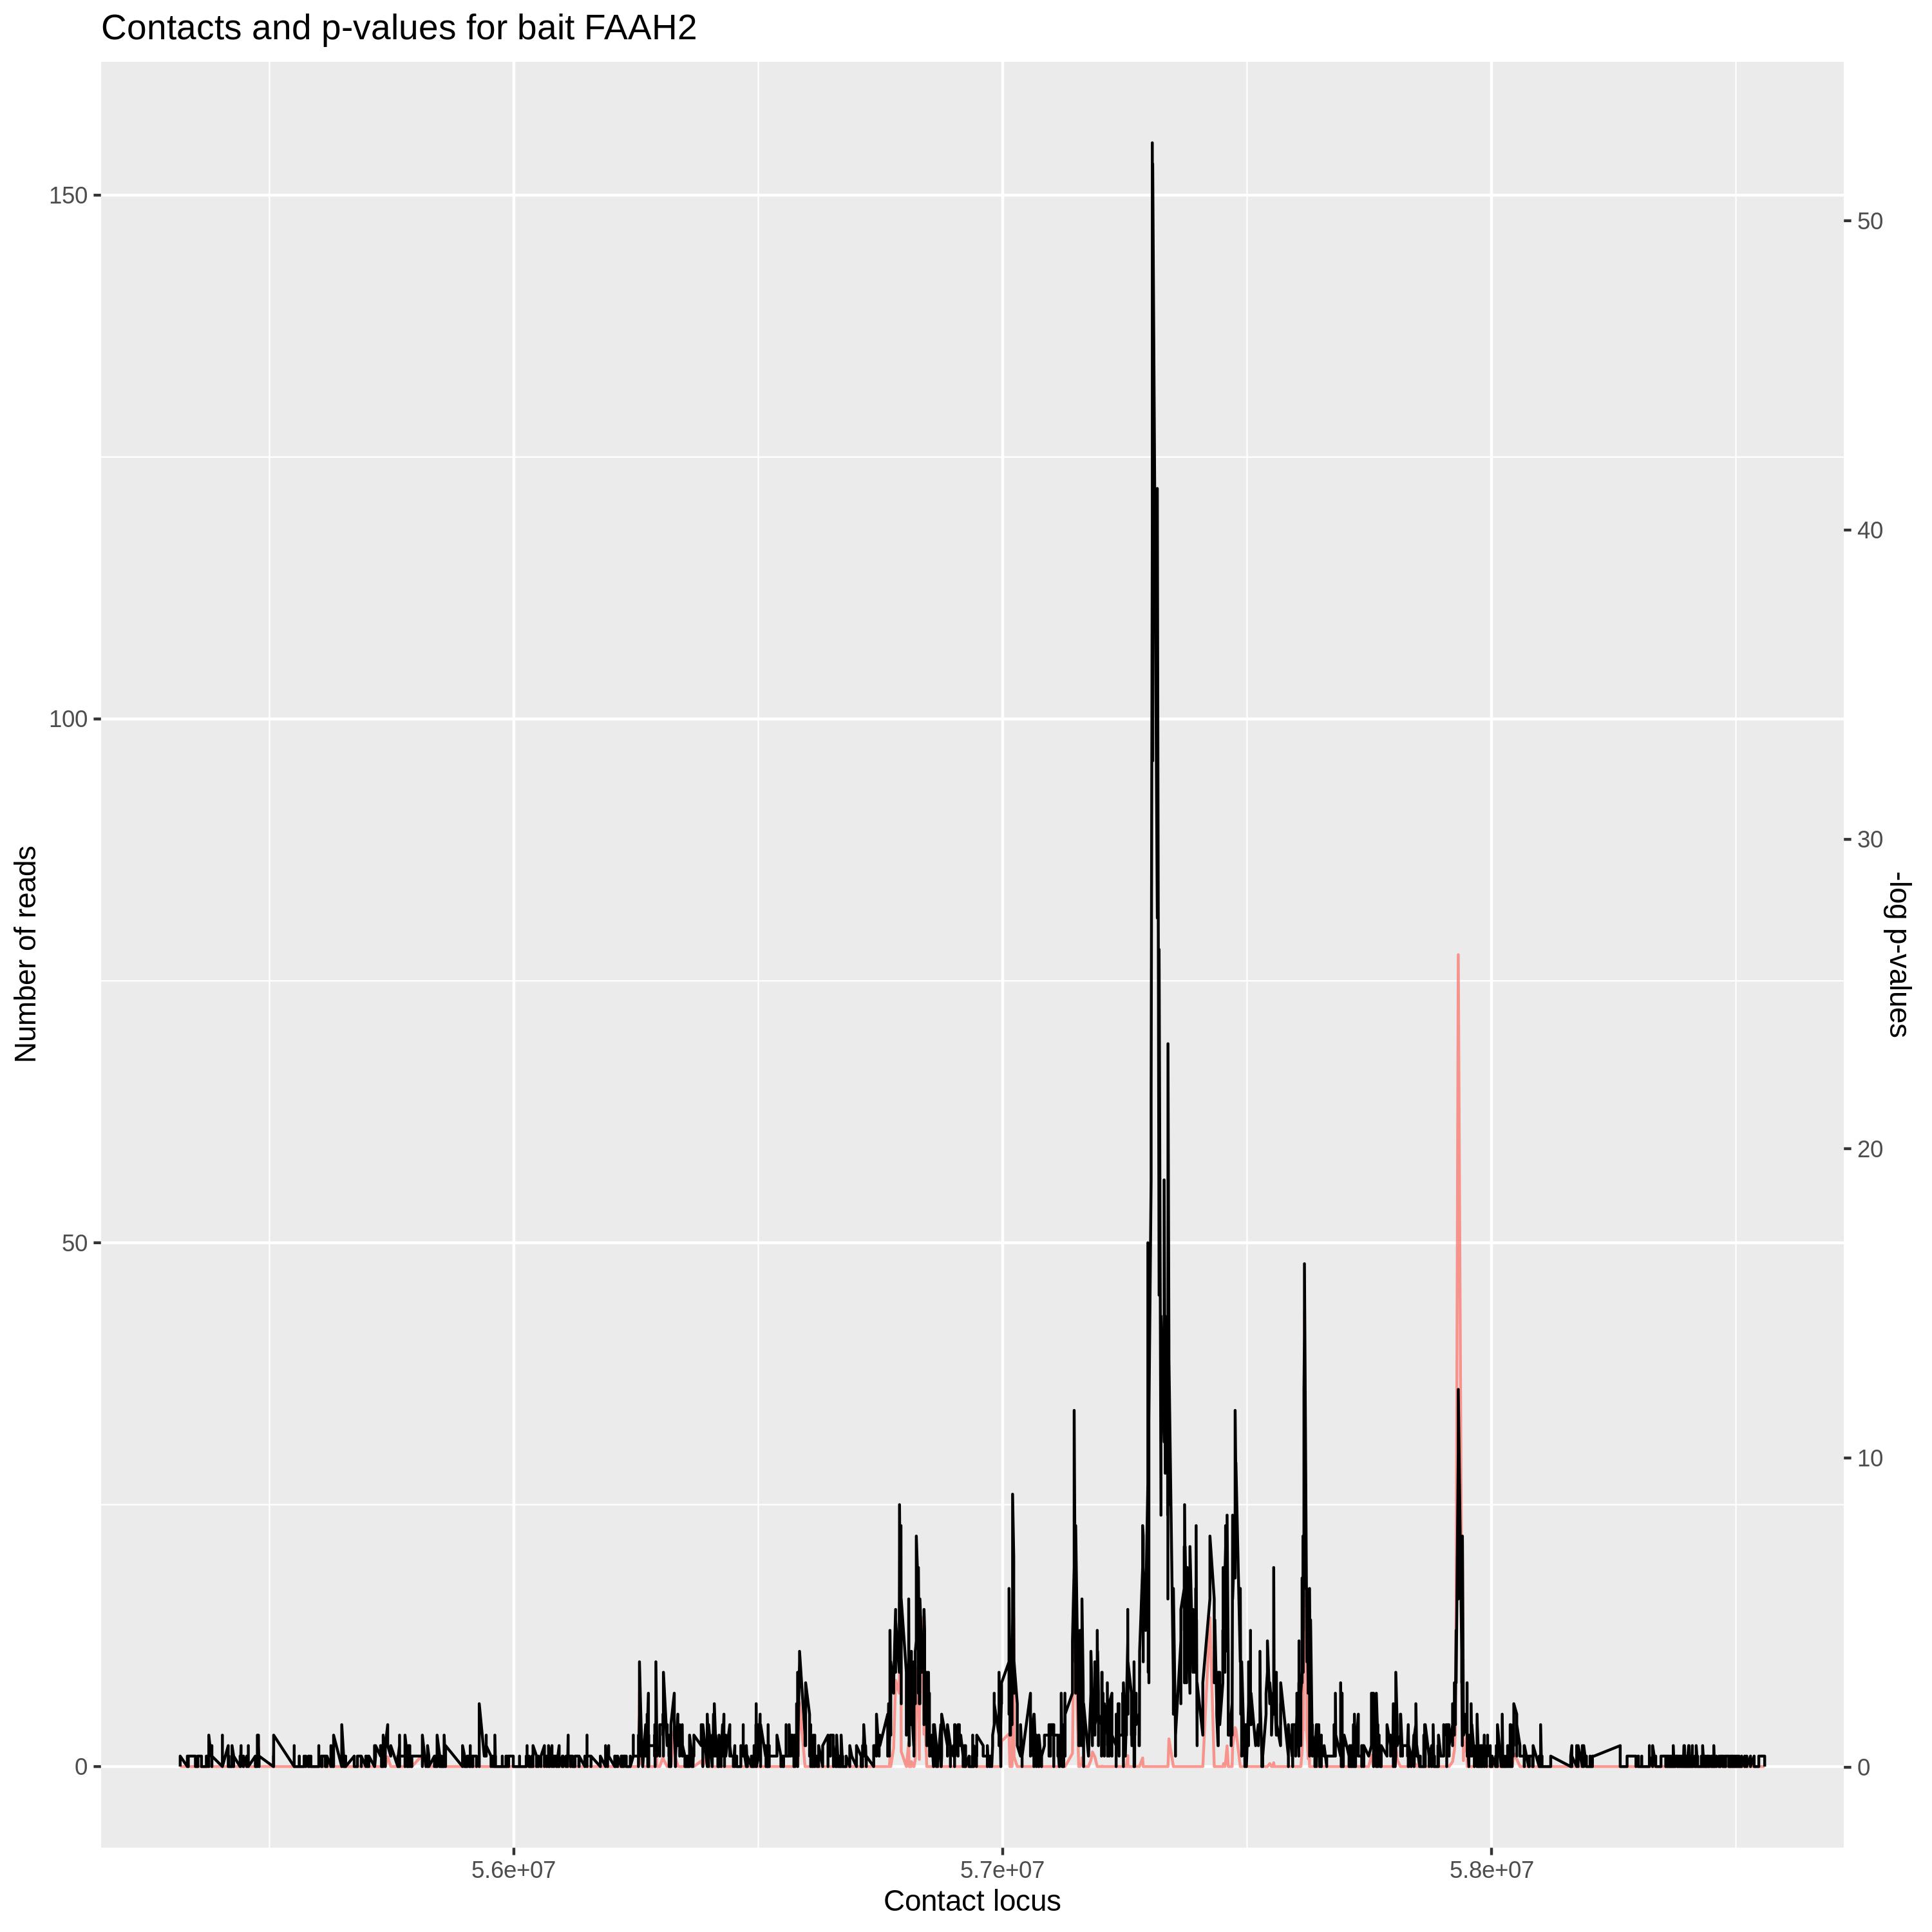 Contacts and p-values for bait FAAH2
150
100
50
0
50
40
30
20
10
0
Number of reads
-log p-values
5.6e+07
5.7e+07
5.8e+07
Contact locus